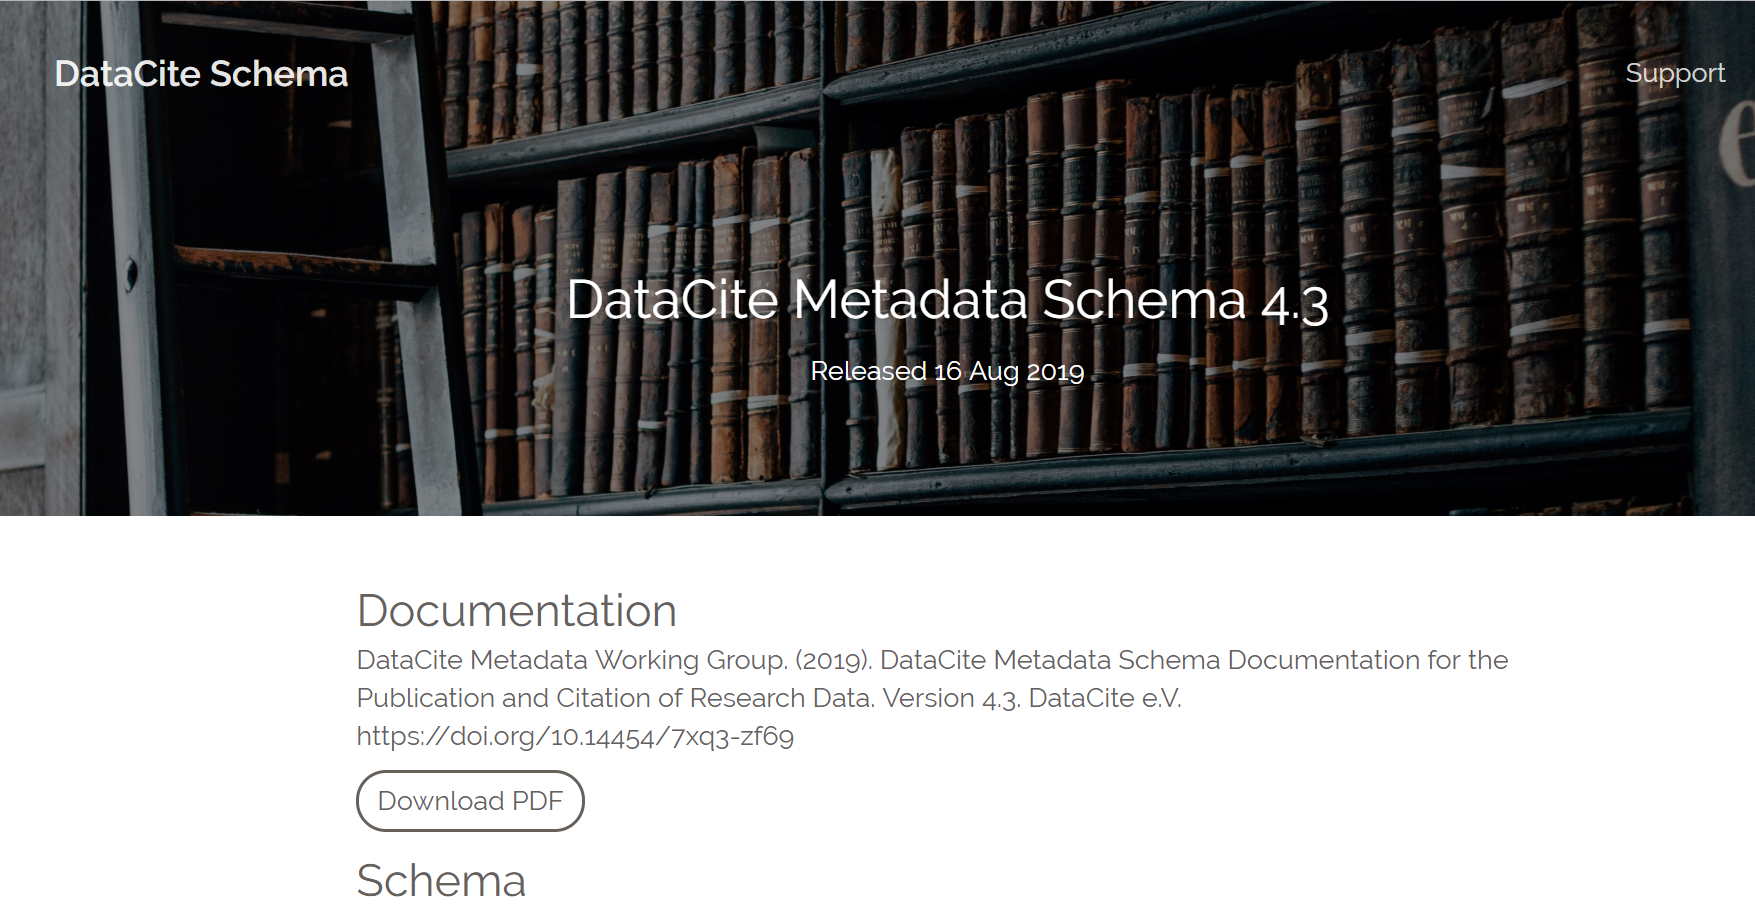 DataCite Schema
Support
DataCite Metadata Schema 4.3
Released 16 Aug 2019
Documentation
DataCite Metadata Working Group. (2019). DataCite Metadata Schema Documentation for the
Publication and Citation of Research Data. Version 4.3. DataCite e.V.
https://doi.org/10.14454/7xq3-zf69
Download PDF
Schema